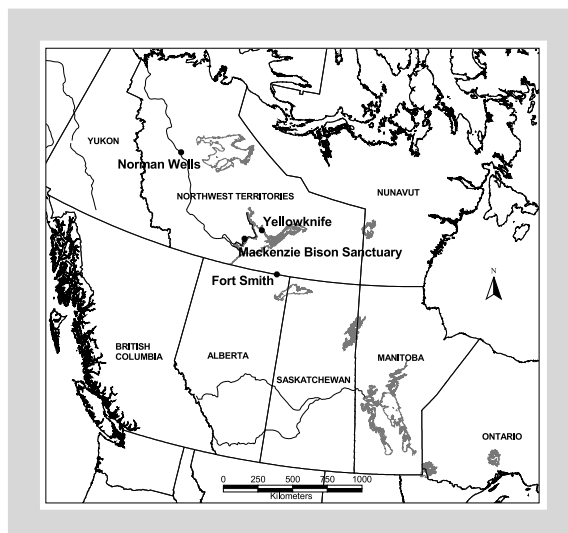 YUKON
Norman Wells
NORTHWEST TERRITORIES
NUNAVUT
Yellowknife
Mackenzie Bison Sanctuary
Fort Smith
N
BRITISH
COLUMBIA
ALBERTA
SASKATCHEWAN
MANITOBA
ONTARIO
0 250 500 750 1000
Kilometers